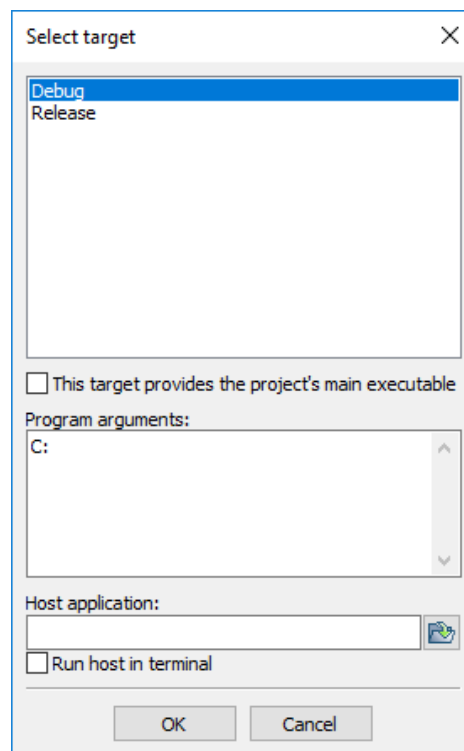 Select target
Debug
Release
This target provides the project's main executable
Program arguments:
C:
Host application:
Run host in terminal
OK
Cancel